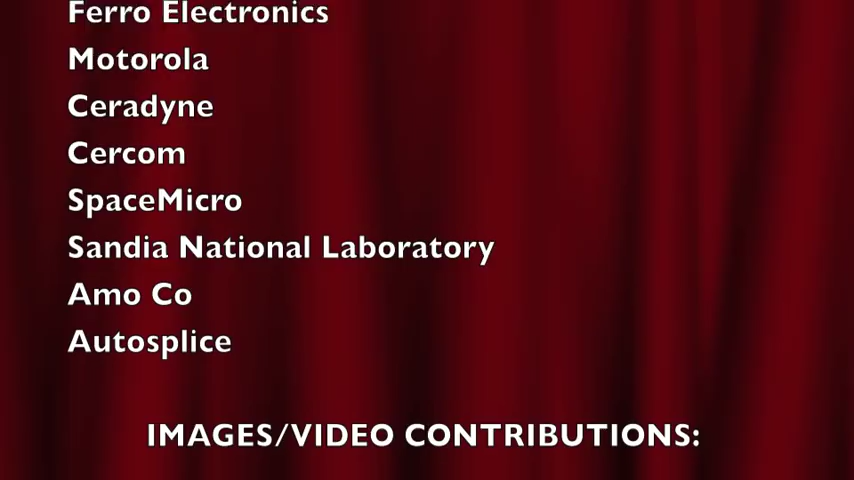 Ferro Electronics
Motorola
Ceradyne
Cercom
SpaceMicro
Sandia National Laboratory
Amo Co
Autosplice
IMAGES/VIDEO CONTRIBUTIONS: